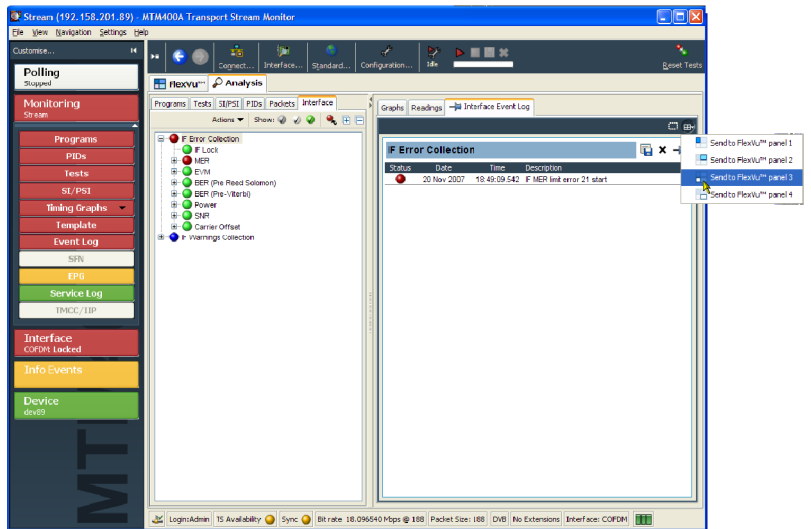 Stream (192.158.201.89) - MTM400A Transport Stream Monitor
File View Navigation Settings Help
Customise...
Polling
Stopped
Monitoring
Stream
Programs
PIDs
Tests
SI/PSI
Timing Graphs
Template
Event Log
SFN
EPG
Service Log
TMCC/IIP
Interface
COFDM Locked
Info Events
Device
dev89
MTM
Connect... Interface... Standard... Configuration... Idle Reset Tests
FlexVu™ Analysis
Programs Tests SI/PSI PIDs Packets Interface
Actions Show:
IF Error Collection
IF Lock
MER
EVM
BER (Pre Reed Solomon)
BER (Pre-Viterbi)
Power
SNR
Carrier Offset
IF Warnings Collection
Graphs Readings Interface Event Log
IF Error Collection
Status Date Time Description
20 Nov 2007 18:49:09.542 IF MER limit error 21 start
Send to FlexVu™ panel 1
Send to FlexVu™ panel 2
Send to FlexVu™ panel 3
Send to FlexVu™ panel 4
Login:Admin TS Availability Sync Bit rate 18.096540 Mbps @ 188 Packet Size: 188 DVB No Extensions Interface: COFDM